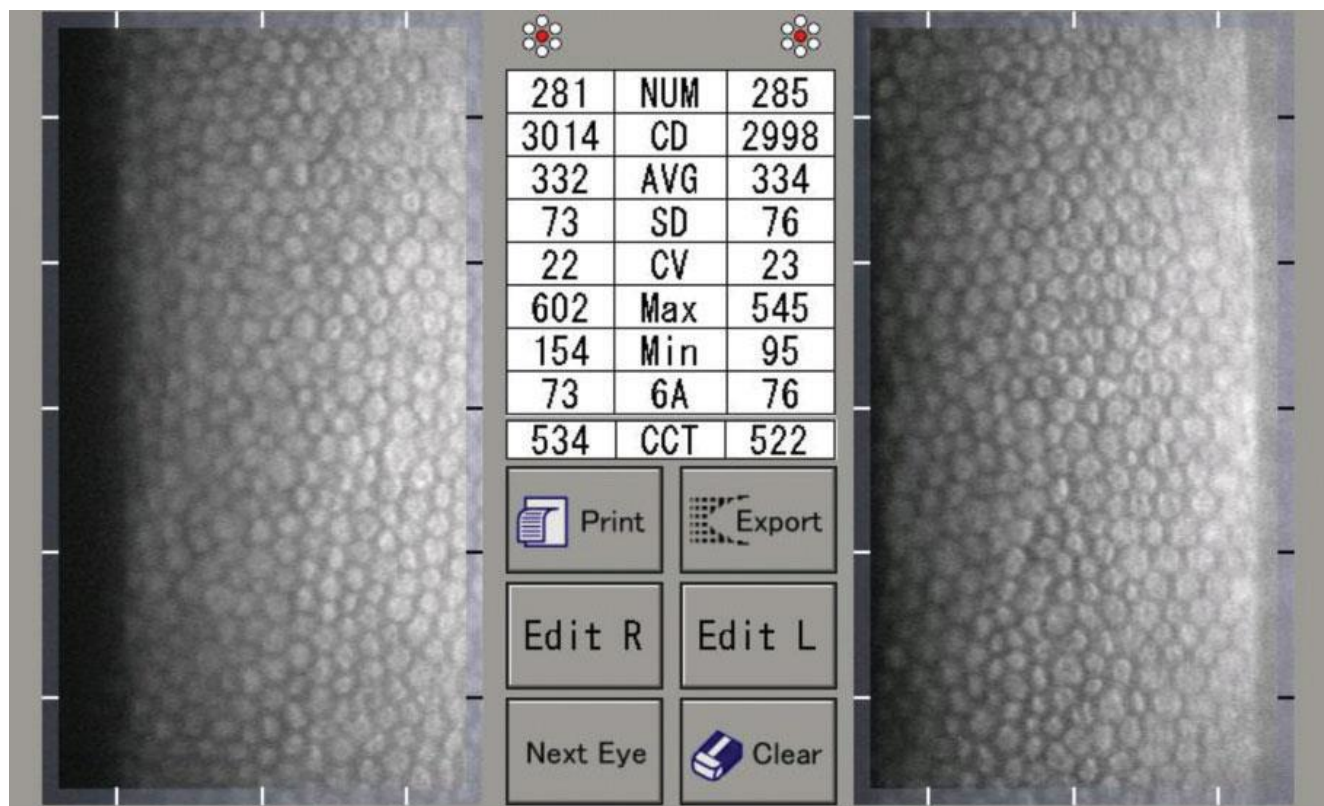 281 NUM 285
3014 CD 2998
332 AVG 334
73 SD 76
22 CV 23
602 Max 545
154 Min 95
73 6A 76
534 CCT 522
Print Export
Edit R Edit L
Next Eye Clear